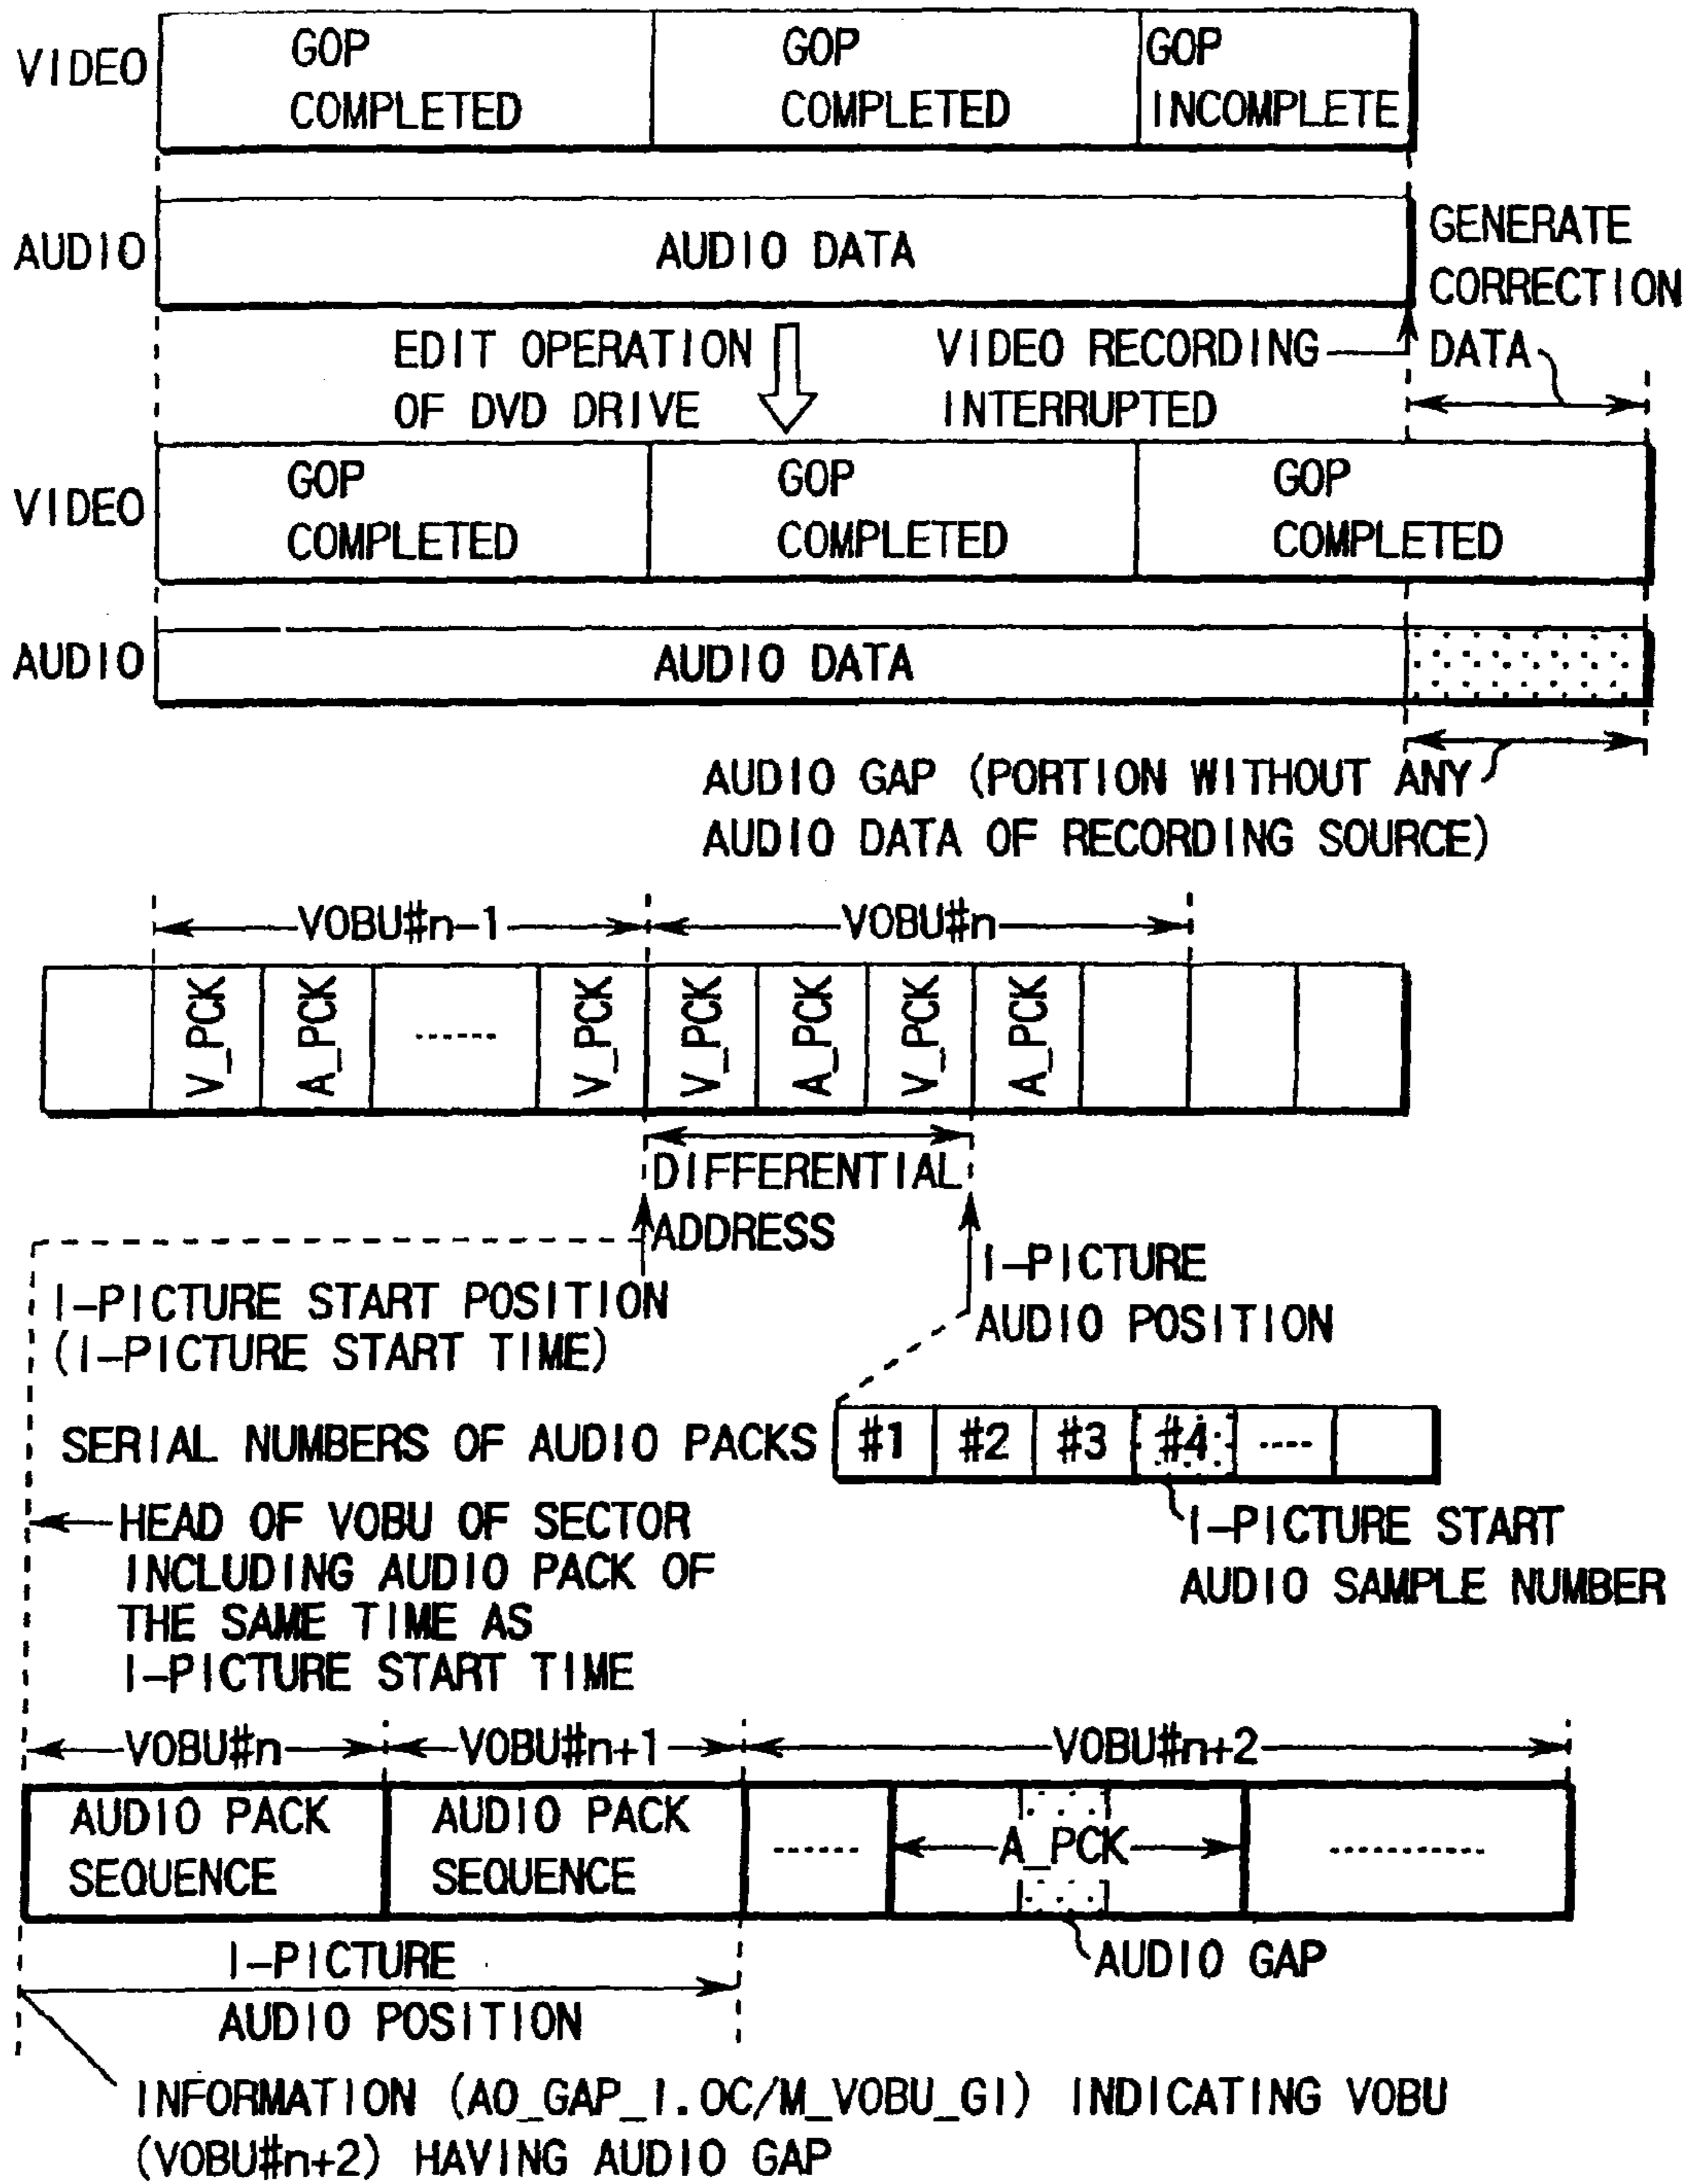 VIDEO
GOP
COMPLETED
GOP
COMPLETED
GOP
INCOMPLETE
AUDIO
AUDIO DATA
GENERATE
CORRECTION
DATA
EDIT OPERATION
OF DVD DRIVE
VIDEO RECORDING
INTERRUPTED
VIDEO
GOP
COMPLETED
GOP
COMPLETED
GOP
COMPLETED
AUDIO
AUDIO DATA
AUDIO GAP (PORTION WITHOUT ANY
AUDIO DATA OF RECORDING SOURCE)
VOBU#n-1
VOBU#n
V_PCK
A_PCK
------
V_PCK
V_PCK
A_PCK
V_PCK
A_PCK
DIFFERENTIAL
ADDRESS
I-PICTURE START POSITION
(I-PICTURE START TIME)
I-PICTURE
AUDIO POSITION
SERIAL NUMBERS OF AUDIO PACKS
#1
#2
#3
#4
----
I-PICTURE START
AUDIO SAMPLE NUMBER
HEAD OF VOBU OF SECTOR
INCLUDING AUDIO PACK OF
THE SAME TIME AS
I-PICTURE START TIME
VOBU#n
VOBU#n+1
VOBU#n+2
AUDIO PACK
SEQUENCE
AUDIO PACK
SEQUENCE
------
A_PCK
-----------
AUDIO GAP
I-PICTURE
AUDIO POSITION
INFORMATION (A0_GAP_I.OC/M_VOBU_GI) INDICATING VOBU
(VOBU#n+2) HAVING AUDIO GAP